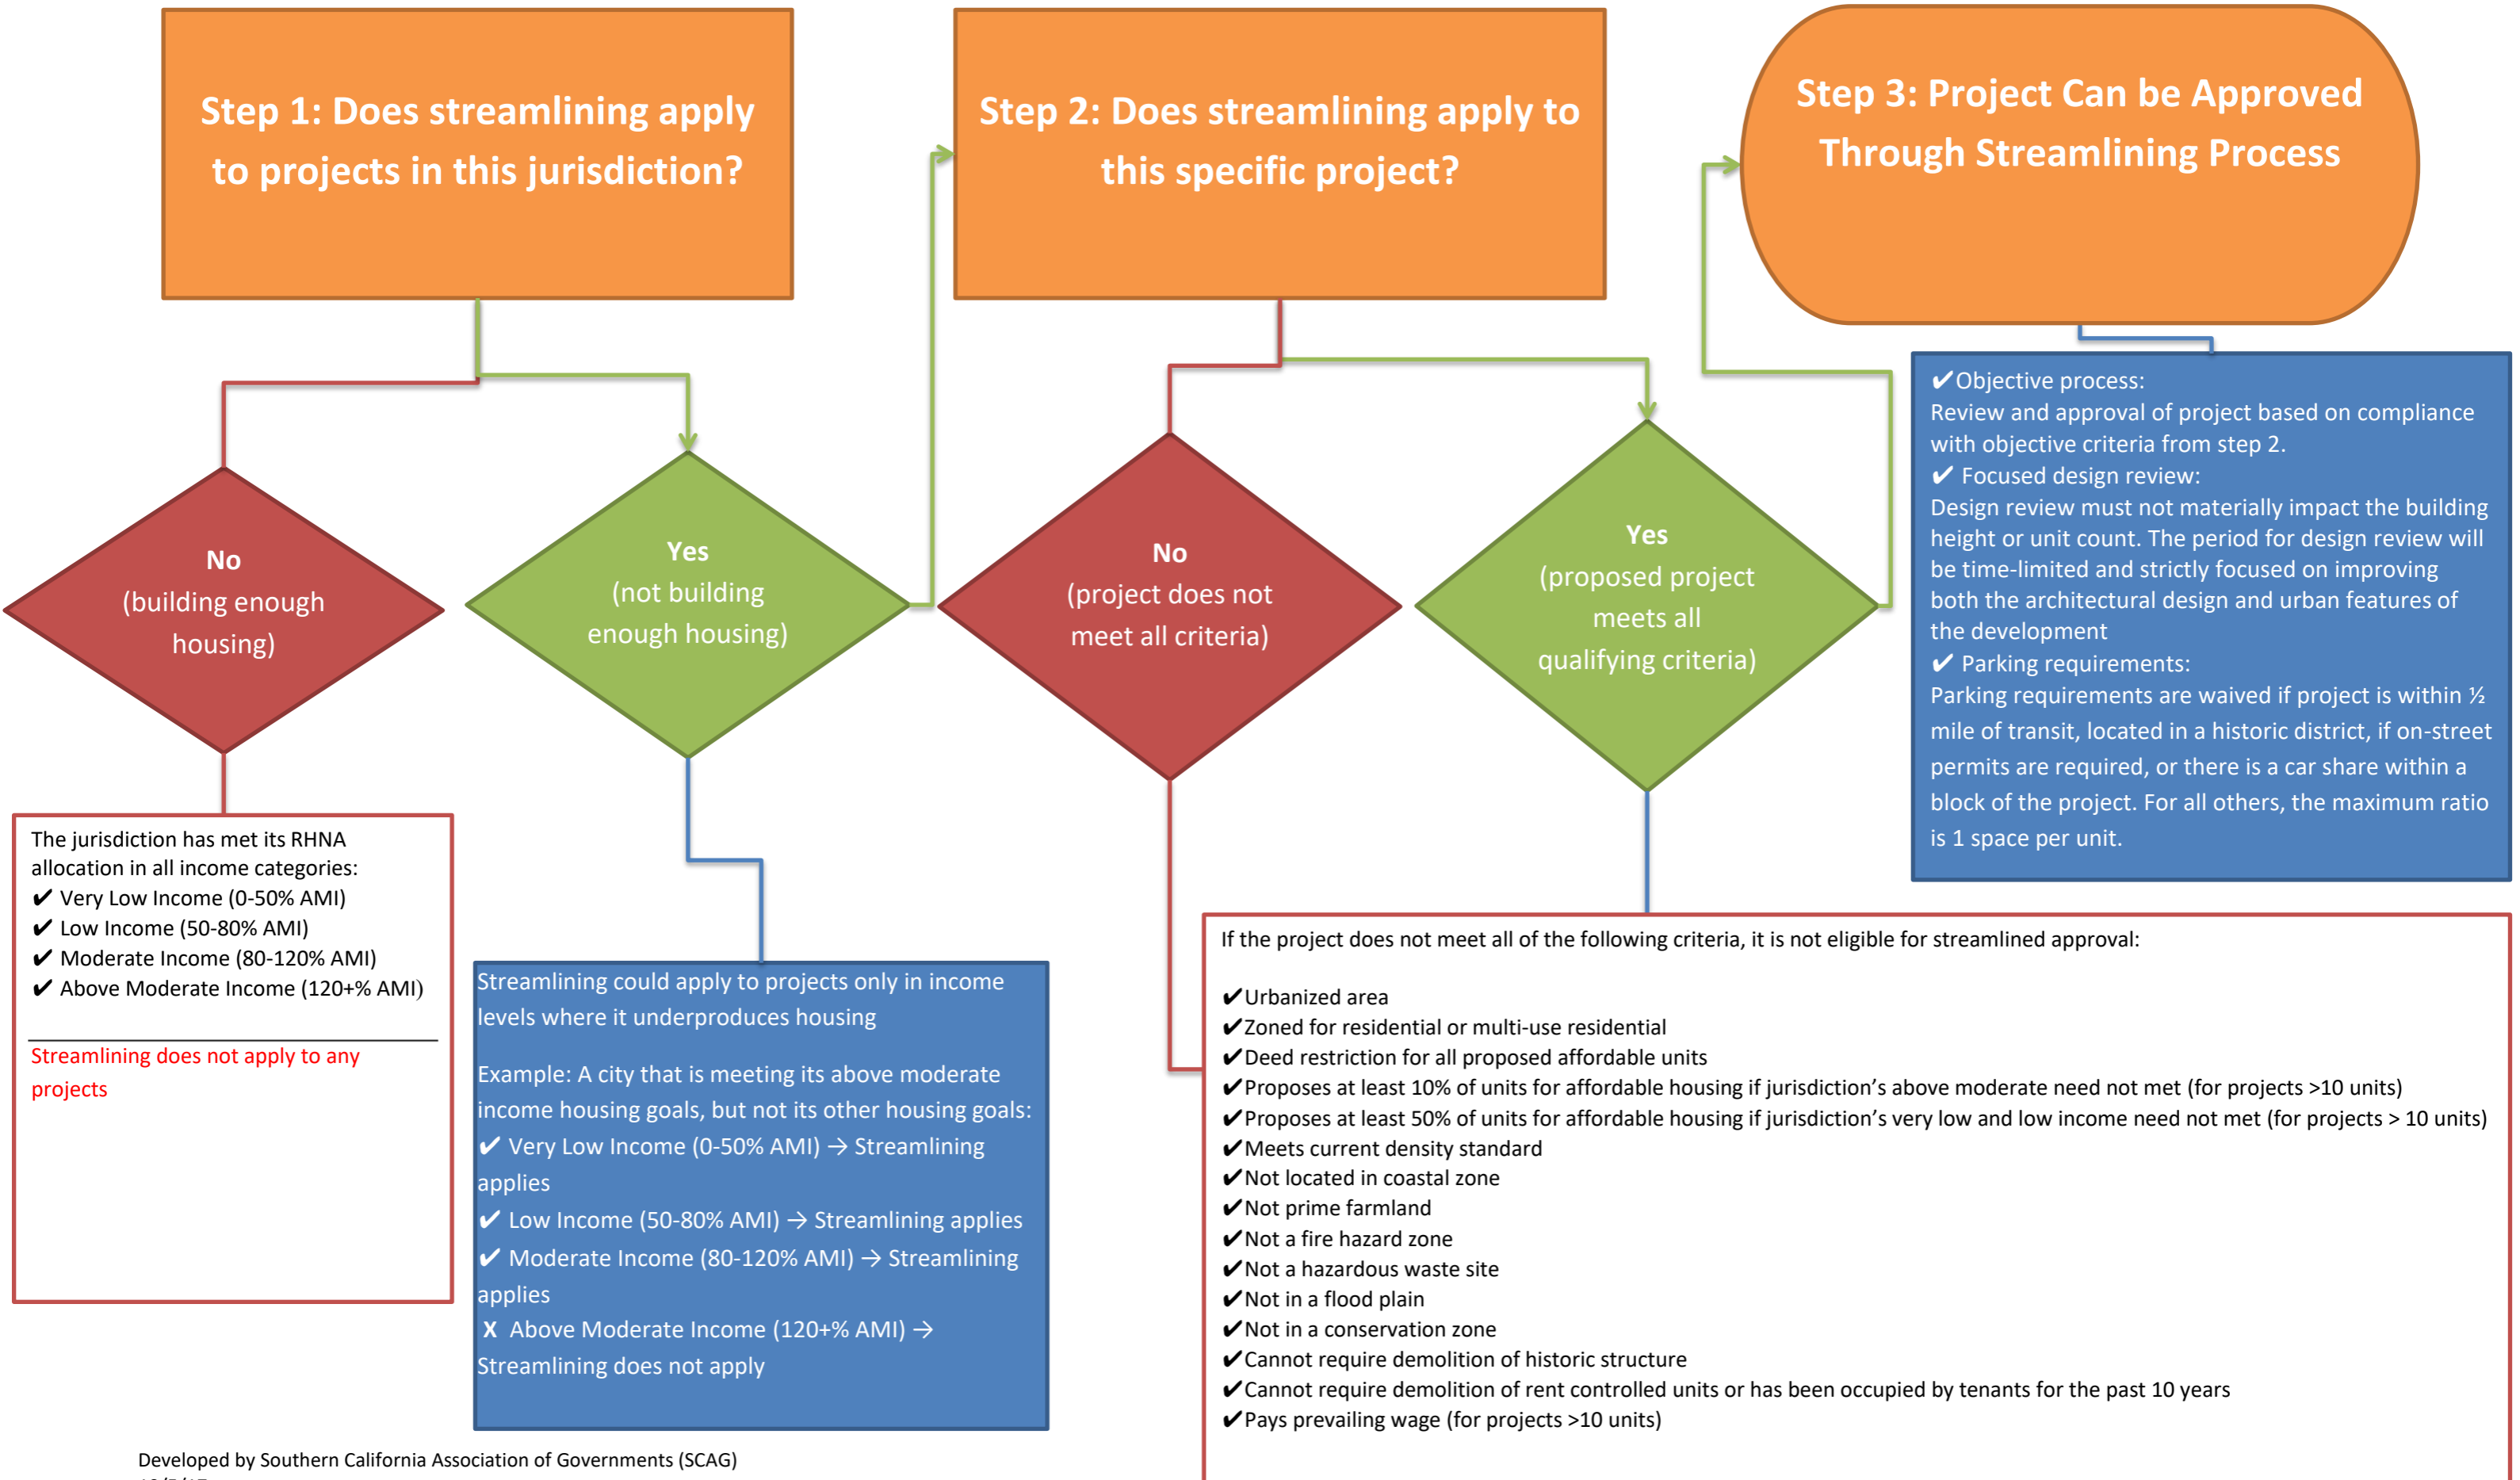 Step 1: Does streamlining apply
to projects in this jurisdiction?
Step 2: Does streamlining apply to
this specific project?
Step 3: Project Can be Approved
Through Streamlining Process
No
(building enough
housing)
Yes
(not building
enough housing)
No
(project does not
meet all criteria)
Yes
(proposed project
meets all
qualifying criteria)
✔Objective process:
Review and approval of project based on compliance
with objective criteria from step 2.
✔ Focused design review:
Design review must not materially impact the building
height or unit count. The period for design review will
be time-limited and strictly focused on improving
both the architectural design and urban features of
the development
✔ Parking requirements:
Parking requirements are waived if project is within ½
mile of transit, located in a historic district, if on-street
permits are required, or there is a car share within a
block of the project. For all others, the maximum ratio
is 1 space per unit.
The jurisdiction has met its RHNA
allocation in all income categories:
✔ Very Low Income (0-50% AMI)
✔ Low Income (50-80% AMI)
✔ Moderate Income (80-120% AMI)
✔ Above Moderate Income (120+% AMI)
Streamlining does not apply to any
projects
Streamlining could apply to projects only in income
levels where it underproduces housing
Example: A city that is meeting its above moderate
income housing goals, but not its other housing goals:
✔ Very Low Income (0-50% AMI) → Streamlining
applies
✔ Low Income (50-80% AMI) → Streamlining applies
✔ Moderate Income (80-120% AMI) → Streamlining
applies
X Above Moderate Income (120+% AMI) →
Streamlining does not apply
If the project does not meet all of the following criteria, it is not eligible for streamlined approval:
✔Urbanized area
✔Zoned for residential or multi-use residential
✔Deed restriction for all proposed affordable units
✔Proposes at least 10% of units for affordable housing if jurisdiction’s above moderate need not met (for projects >10 units)
✔Proposes at least 50% of units for affordable housing if jurisdiction’s very low and low income need not met (for projects > 10 units)
✔Meets current density standard
✔Not located in coastal zone
✔Not prime farmland
✔Not a fire hazard zone
✔Not a hazardous waste site
✔Not in a flood plain
✔Not in a conservation zone
✔Cannot require demolition of historic structure
✔Cannot require demolition of rent controlled units or has been occupied by tenants for the past 10 years
✔Pays prevailing wage (for projects >10 units)
Developed by Southern California Association of Governments (SCAG)